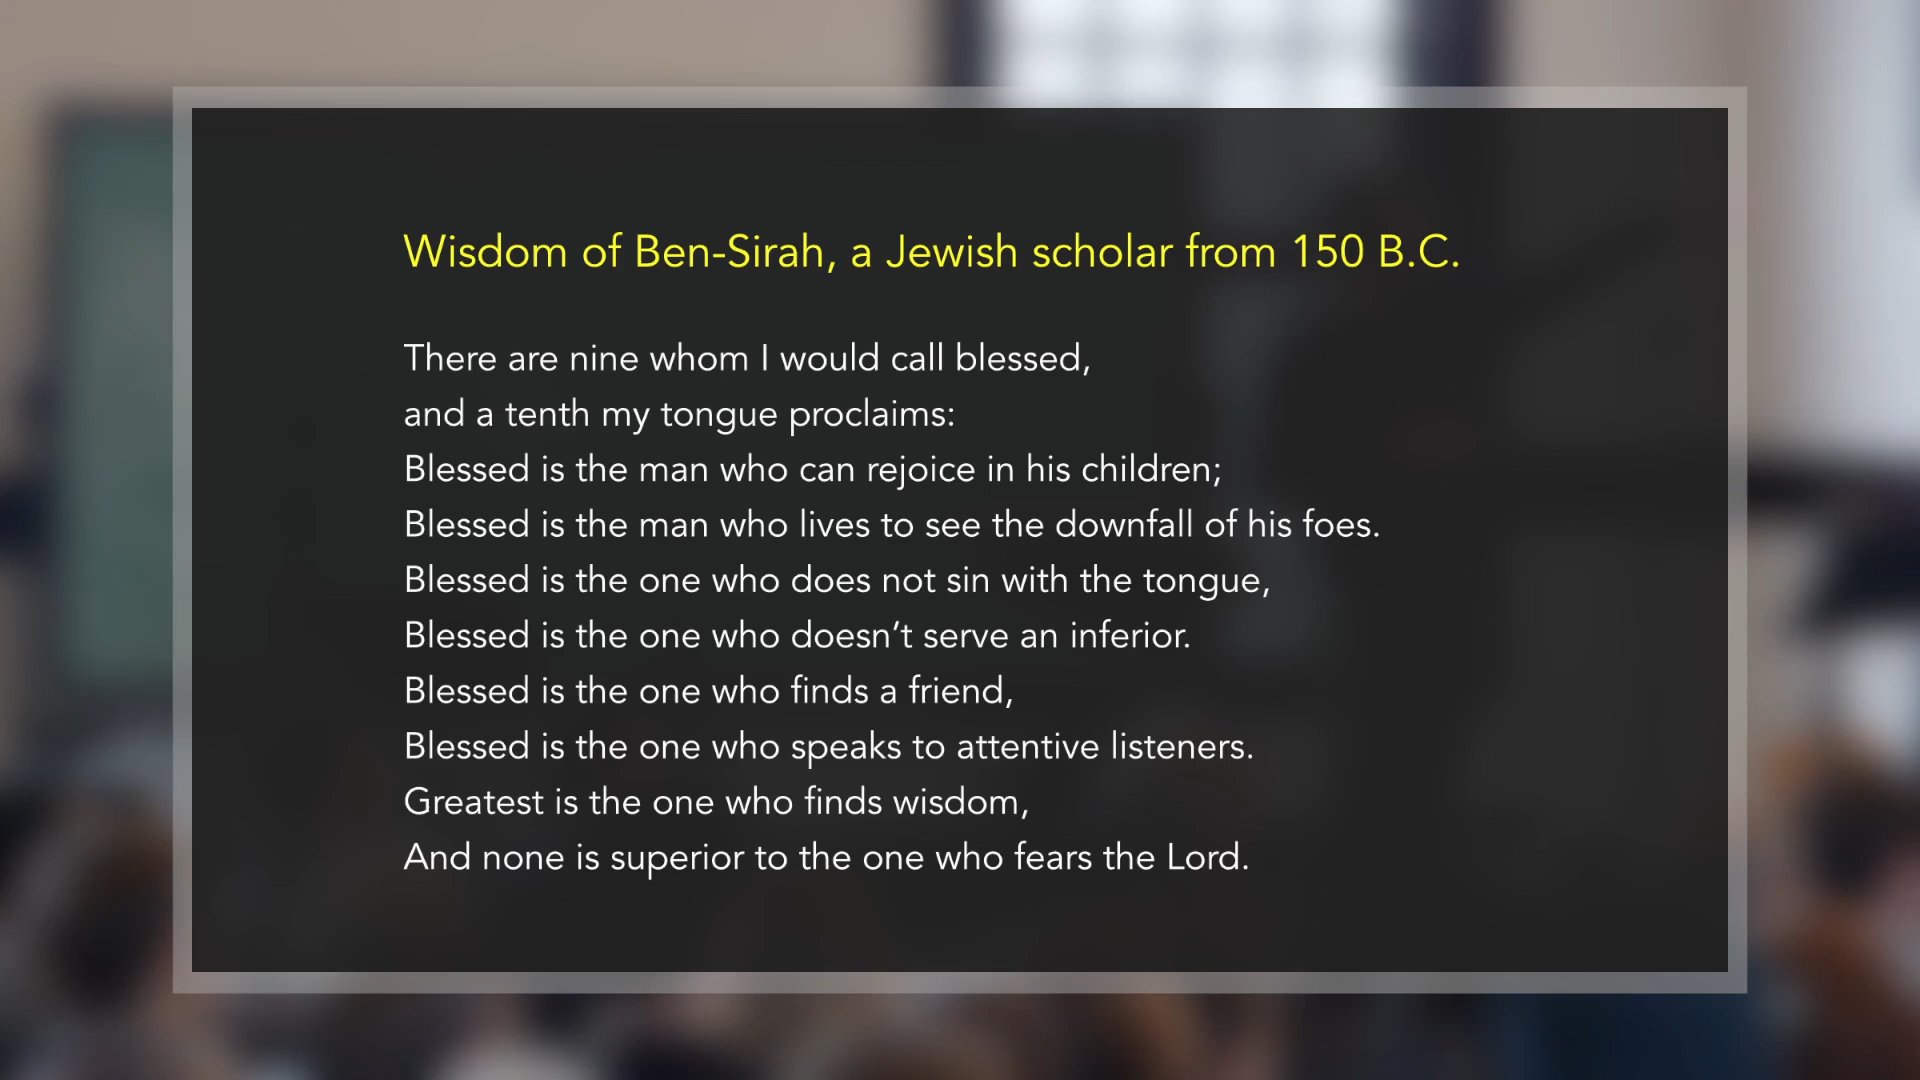 Wisdom of Ben-Sirah, a Jewish scholar from 150 B.C.
There are nine whom I would call blessed,
and a tenth my tongue proclaims:
Blessed is the man who can rejoice in his children;
Blessed is the man who lives to see the downfall of his foes.
Blessed is the one who does not sin with the tongue,
Blessed is the one who doesn’t serve an inferior.
Blessed is the one who finds a friend,
Blessed is the one who speaks to attentive listeners.
Greatest is the one who finds wisdom,
And none is superior to the one who fears the Lord.